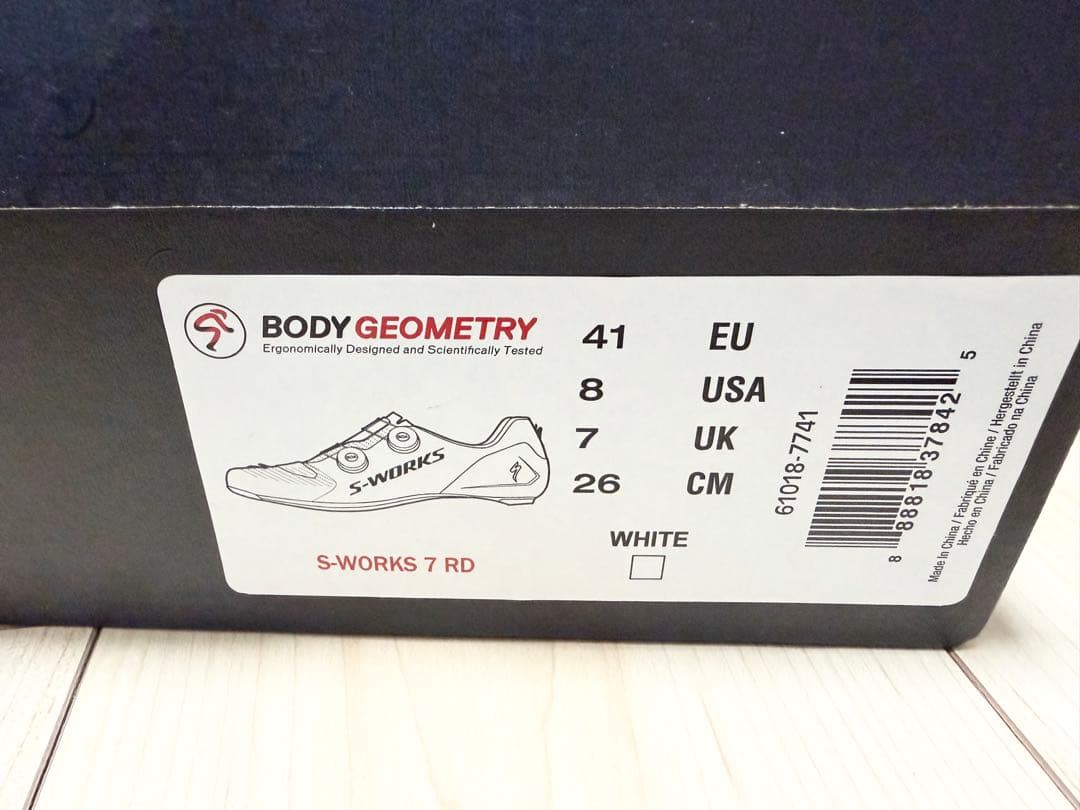 BODY GEOMETRY
Ergonomically Designed and Scientifically Tested
S-WORKS
S-WORKS 7 RD
41 EU
8 USA
7 UK
26 CM
WHITE
61018-7741
8 88818 37842 5
Made In China / Fabriqué en Chine / Hergestellt in China
Hecho en China / Fabricado na China